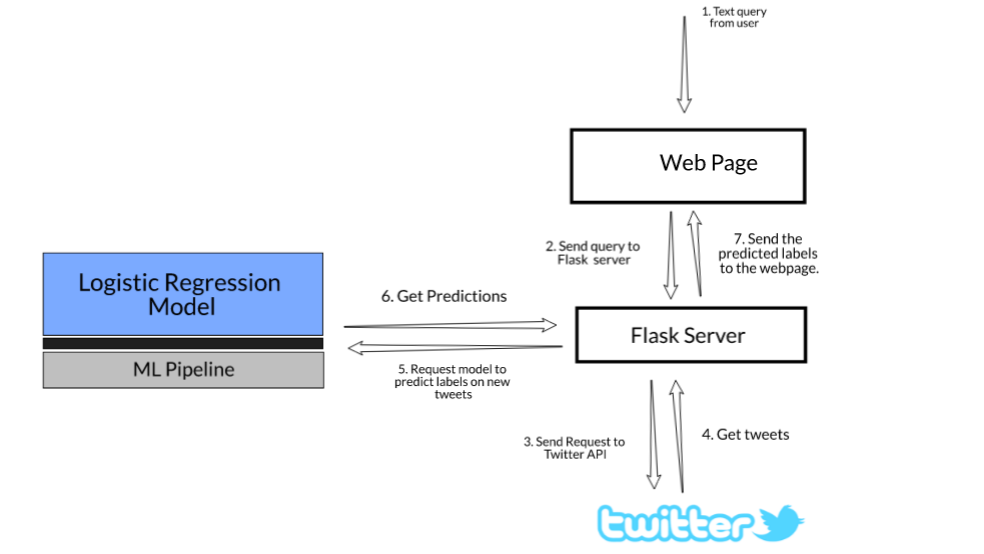 1. Text query
from user
Web Page
2. Send query to
Flask server
7. Send the
predicted labels
to the webpage.
Logistic Regression
Model
ML Pipeline
6. Get Predictions
Flask Server
5. Request model to
predict labels on new
tweets
3. Send Request to
Twitter API
4. Get tweets
twitter